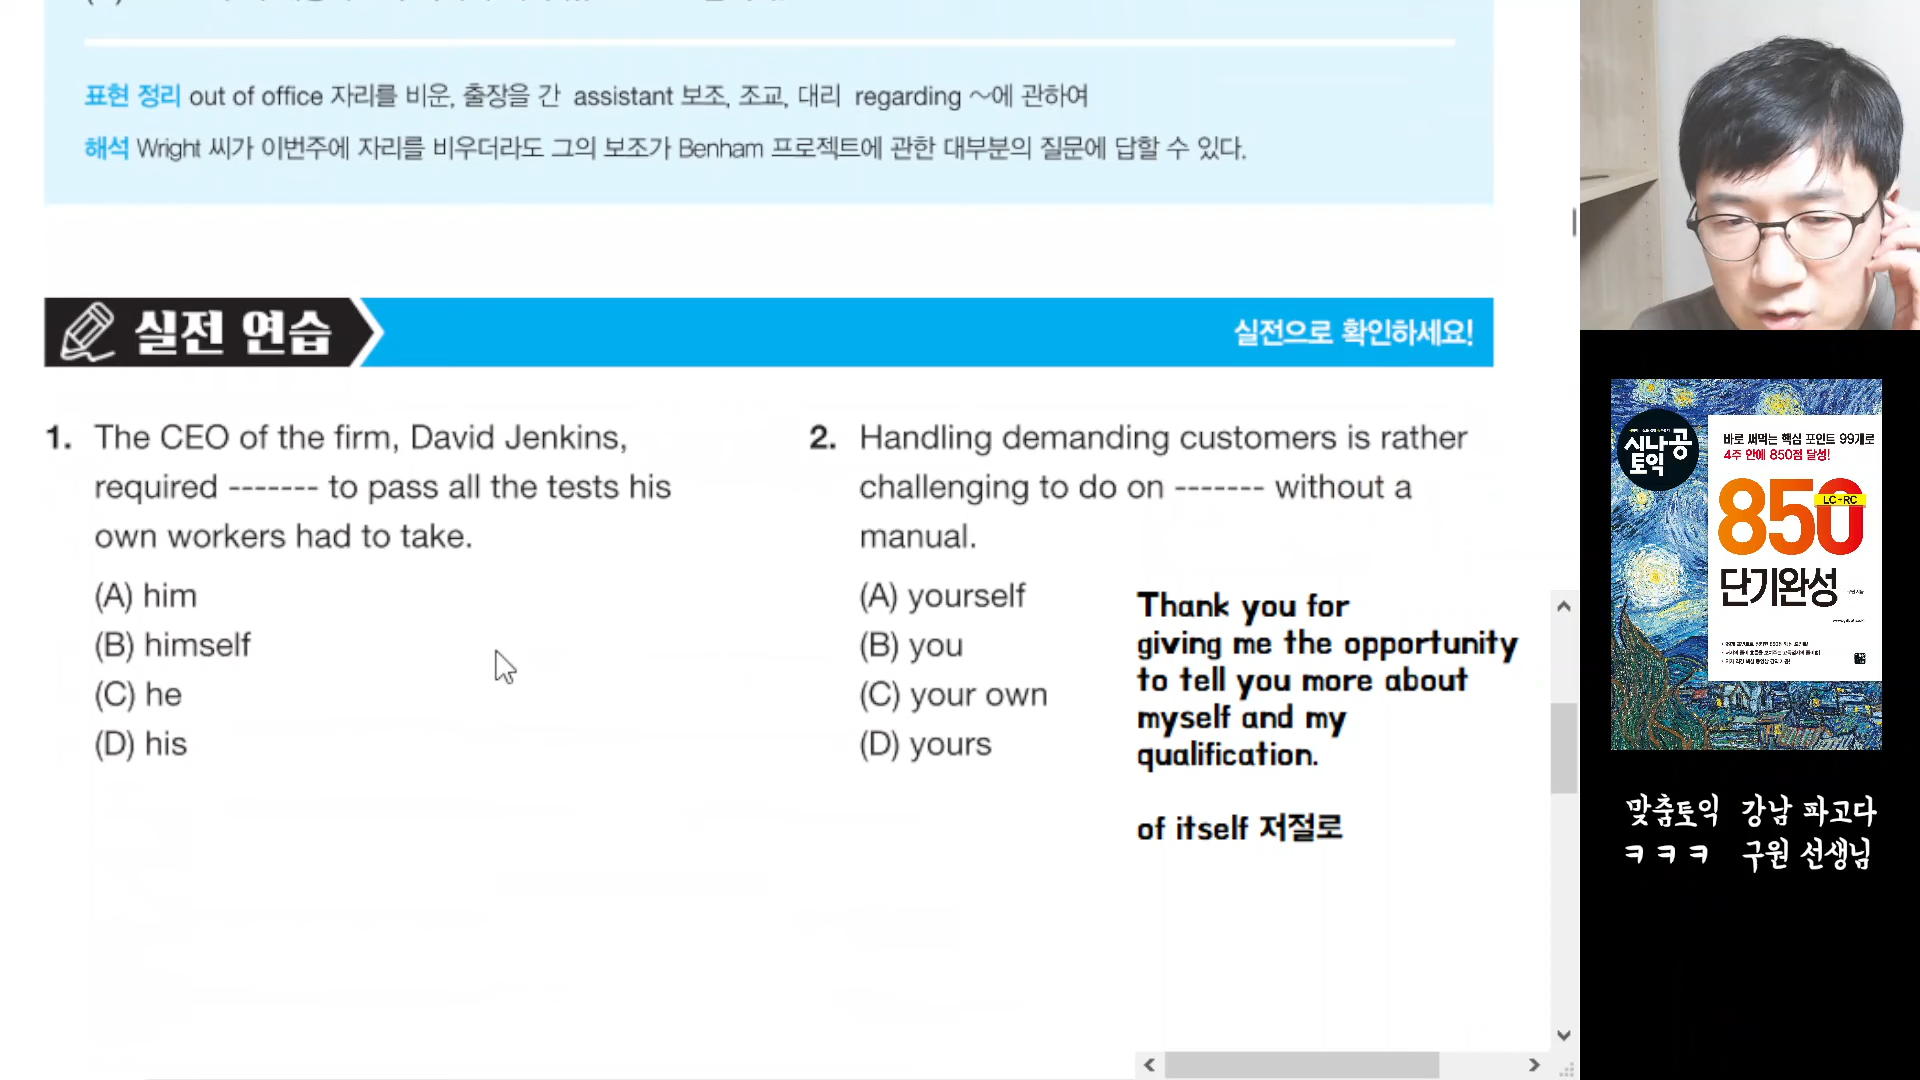 표현 정리 out of office 자리를 비운, 출장을 간 assistant 보조, 조교, 대리 regarding ~에 관하여
해석 Wright 씨가 이번주에 자리를 비우더라도 그의 보조가 Benham 프로젝트에 관한 대부분의 질문에 답할 수 있다.
실전 연습
실전으로 확인하세요!
1. The CEO of the firm, David Jenkins,
required ------- to pass all the tests his
own workers had to take.
(A) him
(B) himself
(C) he
(D) his
2. Handling demanding customers is rather
challenging to do on ------- without a
manual.
(A) yourself
(B) you
(C) your own
(D) yours
Thank you for
giving me the opportunity
to tell you more about
myself and my
qualification.
of itself 저절로
시나공
토익
바로 써먹는 핵심 포인트 99개로
4주 안에 850점 달성!
850
LC+RC
단기완성
맞춤토익 강남 파고다
ㅋㅋㅋ 구원 선생님